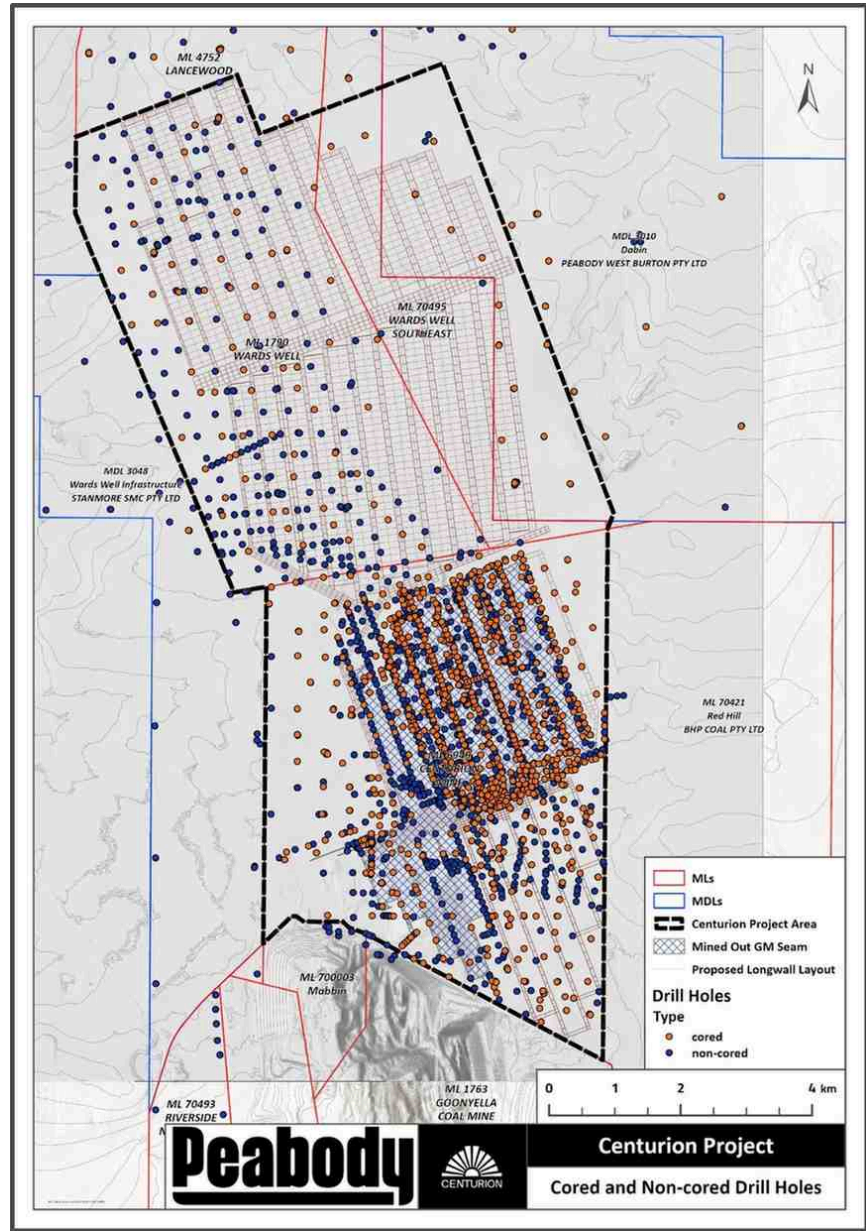 ML 4752
LANCEWOOD
N
MDL 3010
Dabin
PEABODY WEST BURTON PTY LTD
ML 70495
WARDS WELL
SOUTHEAST
ML 1790
WARDS WELL
MDL 3048
Wards Well Infrastructure
STANMORE SMC PTY LTD
ML 70421
Red Hill
BHP COAL PTY LTD
MLs
MDLs
Centurion Project Area
Mined Out GM Seam
Proposed Longwall Layout
Drill Holes
Type
cored
non-cored
ML 700003
Mabbin
0 1 2 4 km
ML 70493
RIVERSIDE
ML 1763
GOONYELLA
COAL MINE
Peabody
CENTURION
Centurion Project
Cored and Non-cored Drill Holes